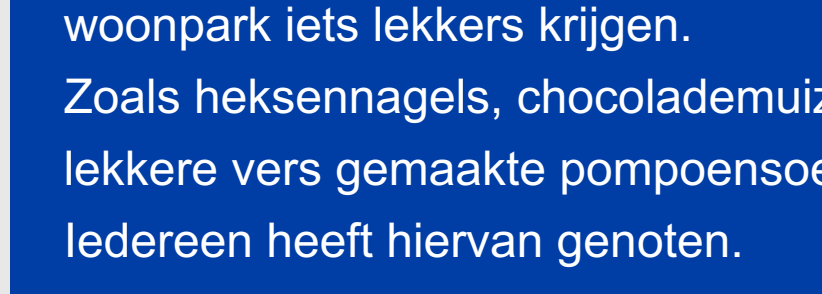 woonpark iets lekkers krijgen.
Zoals heksennagels,
lekkere vers gemaakte
Iedereen heeft hiervan genoten.